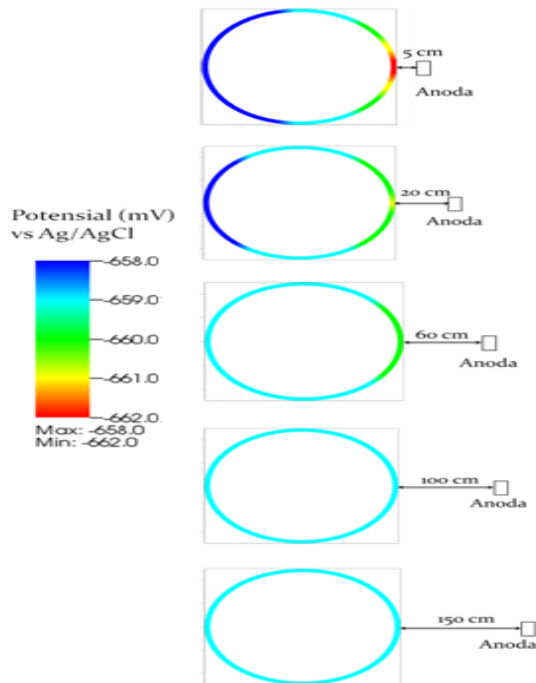 5 cm
Anoda
20 cm
Anoda
Potensial (mV)
vs Ag/AgCl
-658.0
-659.0
-660.0
-661.0
-662.0
Max: -658.0
Min: -662.0
60 cm
Anoda
100 cm
Anoda
150 cm
Anoda